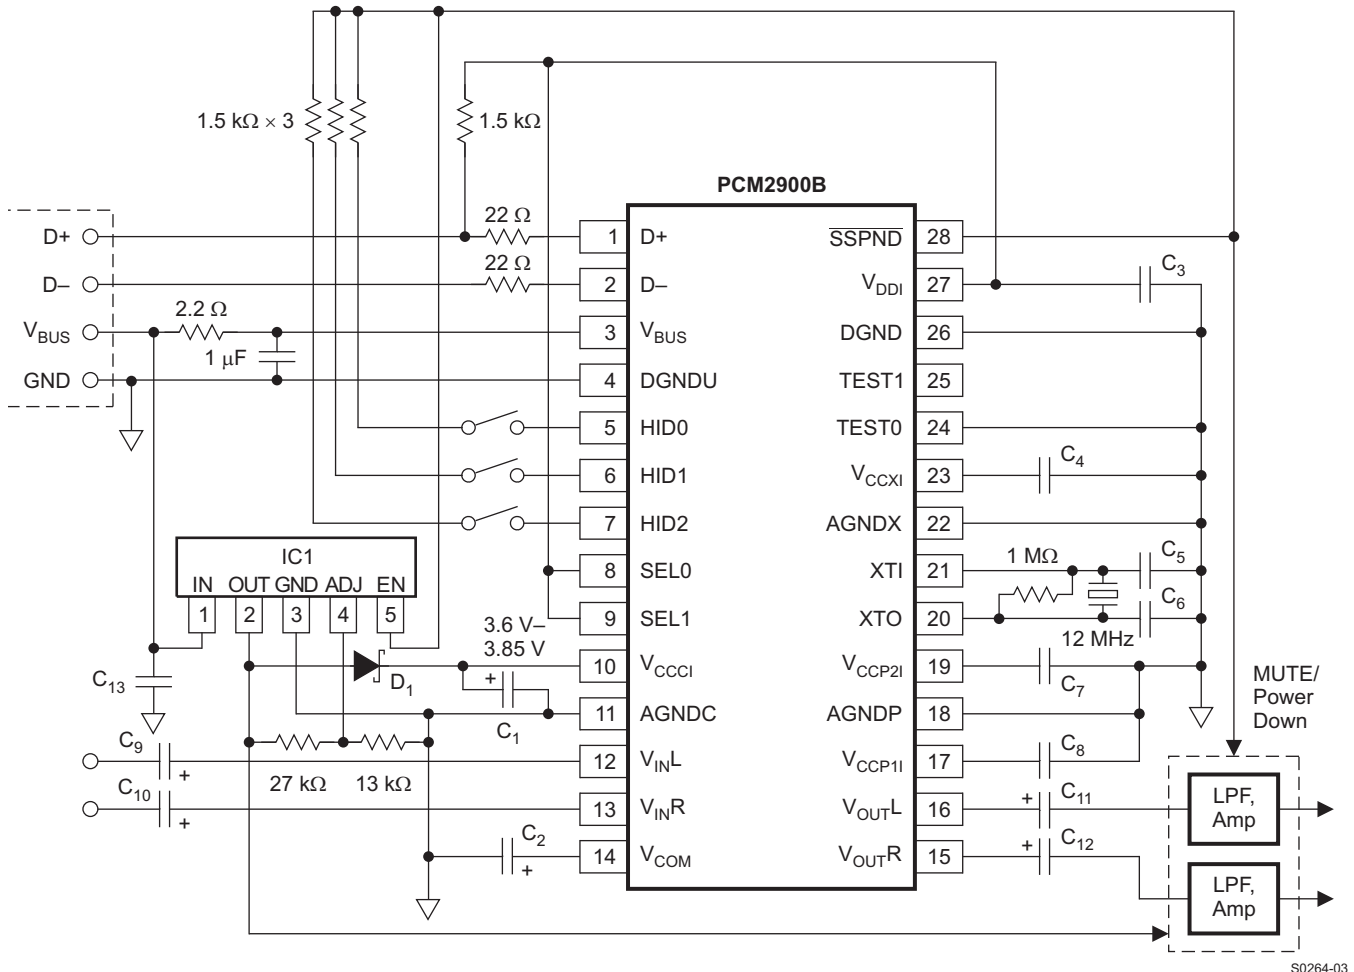 1.5 kΩ × 3
1.5 kΩ
PCM2900B
D+
D–
VBUS
GND
22 Ω
22 Ω
2.2 Ω
1 μF
1 D+
2 D–
3 VBUS
4 DGNDU
5 HID0
6 HID1
7 HID2
8 SEL0
9 SEL1
10 VCCCI
11 AGNDC
12 VINL
13 VINR
14 VCOM
SSPND 28
VDDI 27
DGND 26
TEST1 25
TEST0 24
VCCXI 23
AGNDX 22
XTI 21
XTO 20
VCCP2I 19
AGNDP 18
VCCP1I 17
VOUTL 16
VOUTR 15
IC1
IN OUT GND ADJ EN
1 2 3 4 5
3.6 V–
3.85 V
D1
+
C1
C13
C9
+
C10
+
27 kΩ
13 kΩ
C2
+
C3
C4
1 MΩ
C5
C6
12 MHz
C7
C8
+ C11
+ C12
MUTE/
Power
Down
LPF,
Amp
LPF,
Amp
S0264-03